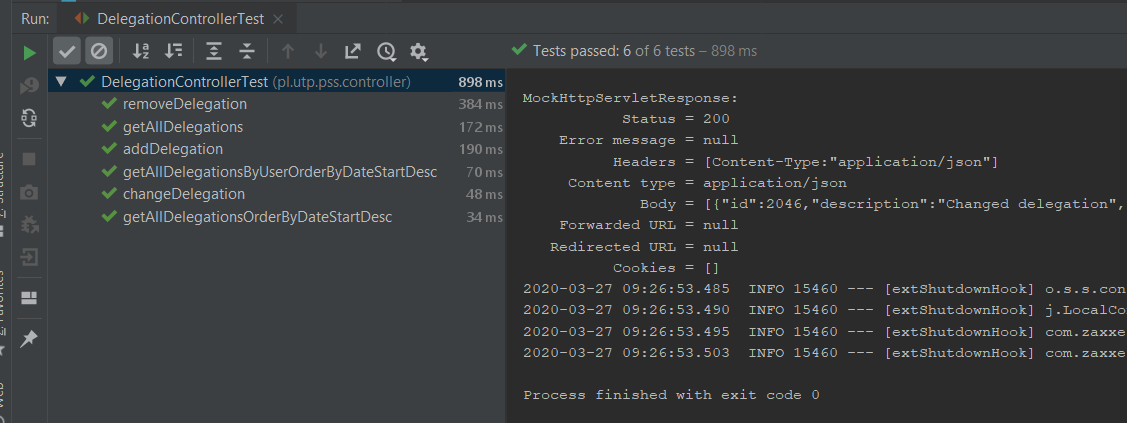 Run: DelegationControllerTest
Tests passed: 6 of 6 tests – 898 ms
DelegationControllerTest (pl.utp.pss.controller) 898 ms
removeDelegation 384 ms
getAllDelegations 172 ms
addDelegation 190 ms
getAllDelegationsByUserOrderByDateStartDesc 70 ms
changeDelegation 48 ms
getAllDelegationsOrderByDateStartDesc 34 ms
MockHttpServletResponse:
Status = 200
Error message = null
Headers = [Content-Type:"application/json"]
Content type = application/json
Body = [{"id":2046,"description":"Changed delegation",
Forwarded URL = null
Redirected URL = null
Cookies = []
2020-03-27 09:26:53.485  INFO 15460 --- [extShutdownHook] o.s.s.con
2020-03-27 09:26:53.490  INFO 15460 --- [extShutdownHook] j.LocalCo
2020-03-27 09:26:53.495  INFO 15460 --- [extShutdownHook] com.zaxxe
2020-03-27 09:26:53.503  INFO 15460 --- [extShutdownHook] com.zaxxe
Process finished with exit code 0